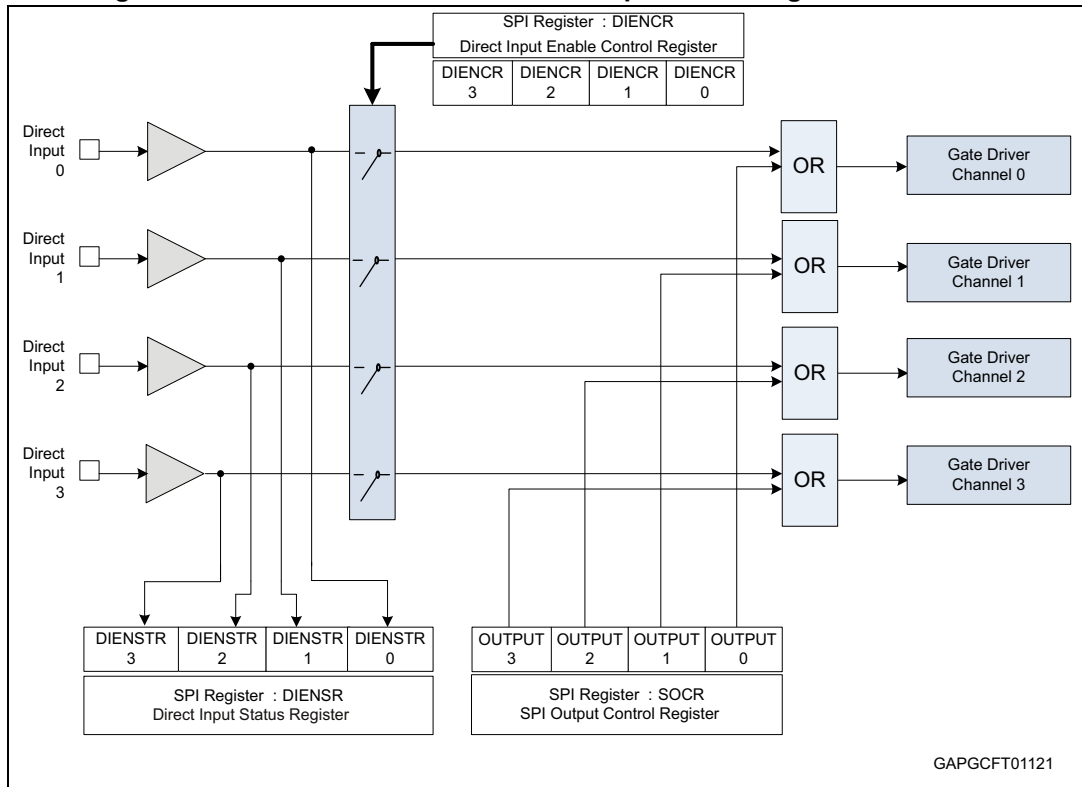 SPI Register : DIENCR
Direct Input Enable Control Register
DIENCR 3
DIENCR 2
DIENCR 1
DIENCR 0
Direct
Input
0
OR
Gate Driver
Channel 0
Direct
Input
1
OR
Gate Driver
Channel 1
Direct
Input
2
OR
Gate Driver
Channel 2
Direct
Input
3
OR
Gate Driver
Channel 3
DIENSTR 3
DIENSTR 2
DIENSTR 1
DIENSTR 0
SPI Register : DIENSR
Direct Input Status Register
OUTPUT 3
OUTPUT 2
OUTPUT 1
OUTPUT 0
SPI Register : SOCR
SPI Output Control Register
GAPGCFT01121